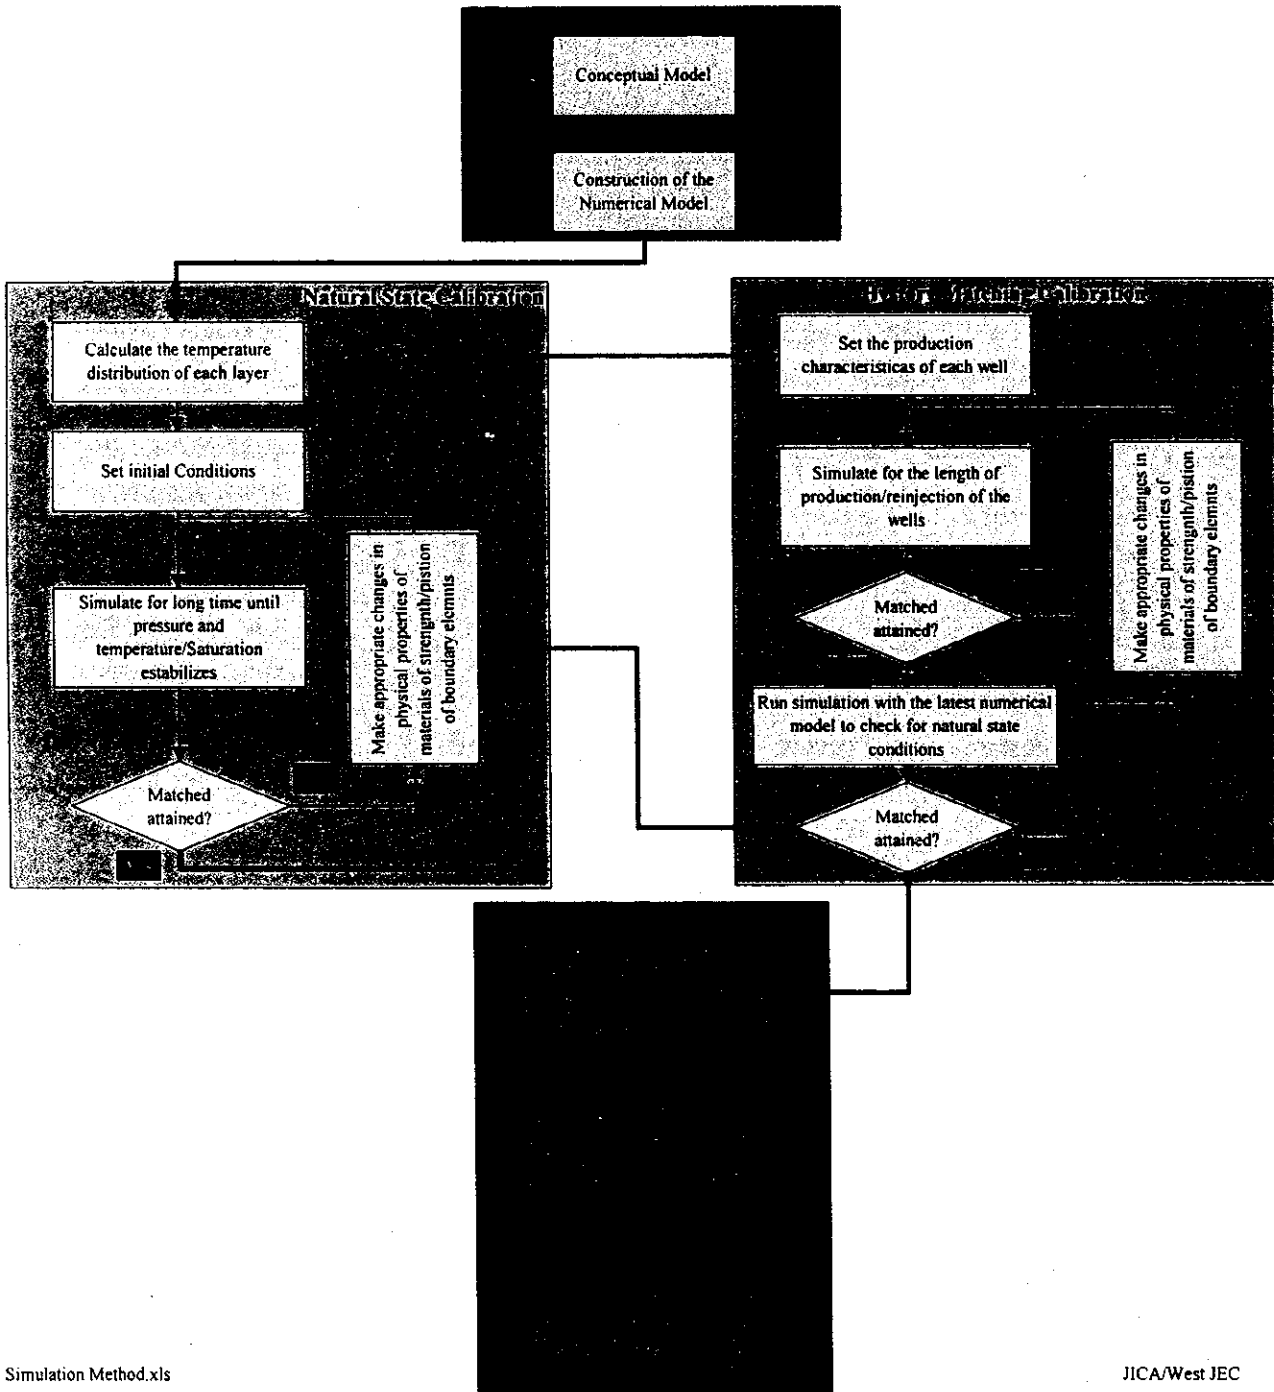 Conceptual Model
Construction of the
Numerical Model
Natural State Calibration
Calculate the temperature
distribution of each layer
Set initial Conditions
Simulate for long time until
pressure and
temperature/Saturation
estabilizes
Make appropriate changes in
physical properties of
materials of strengnth/pistion
of boundary elemnts
Matched
attained?
Matching Calibration
Set the production
characteristicas of each well
Simulate for the length of
production/reinjection of the
wells
Matched
attained?
Make appropriate changes in
physical properties of
materials of strengnth/pistion
of boundary elemnts
Run simulation with the latest numerical
model to check for natural state
conditions
Matched
attained?
Simulation Method.xls
JICA/West JEC